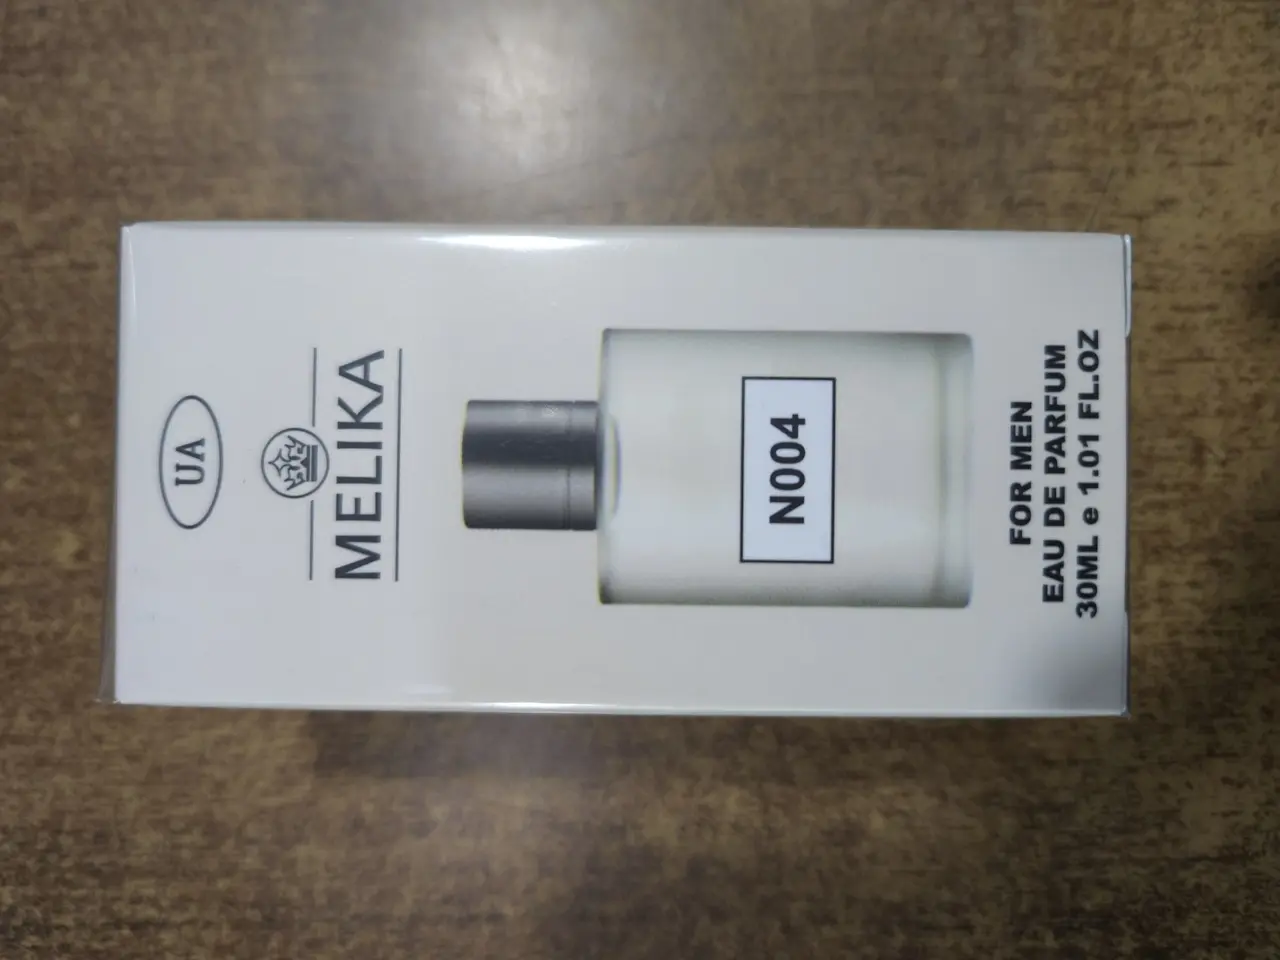 UA
MELIKA
N004
FOR MEN
EAU DE PARFUM
30ML e 1.01 FL.OZ